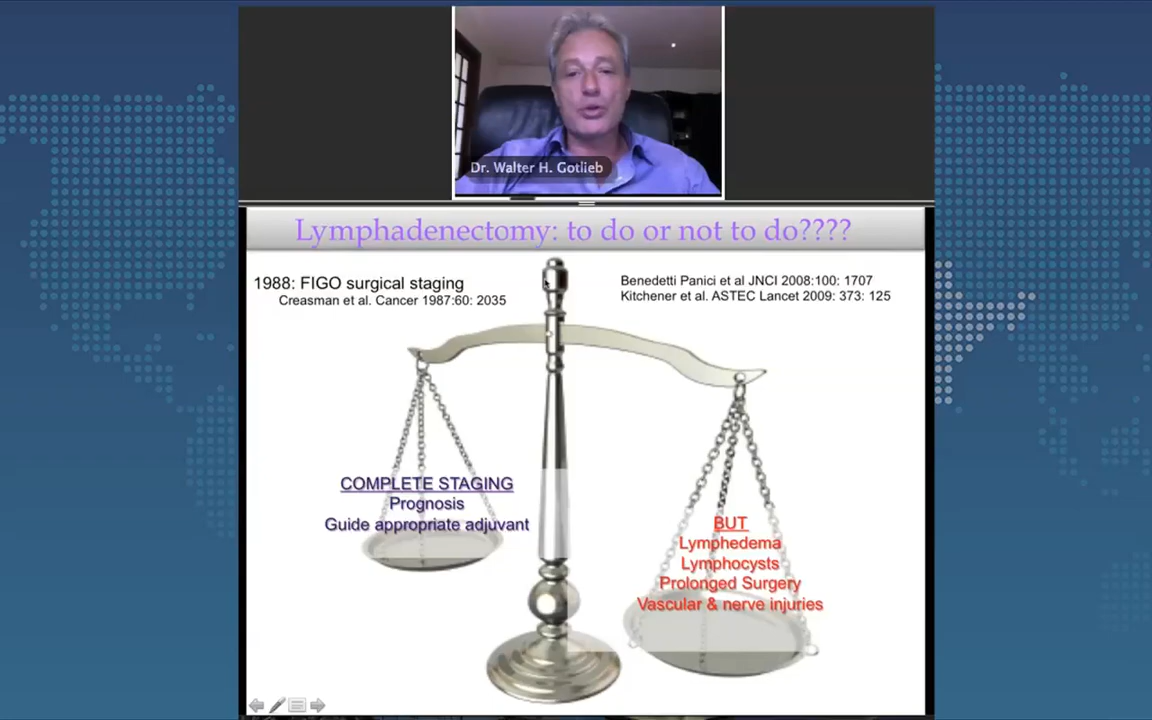 Dr. Walter H. Gotlieb
Lymphadenectomy: to do or not to do????
1988: FIGO surgical staging
Creasman et al. Cancer 1987:60: 2035
Benedetti Panici et al JNCI 2008:100: 1707
Kitchener et al. ASTEC Lancet 2009: 373: 125
COMPLETE STAGING
Prognosis
Guide appropriate adjuvant
BUT
Lymphedema
Lymphocysts
Prolonged Surgery
Vascular & nerve injuries